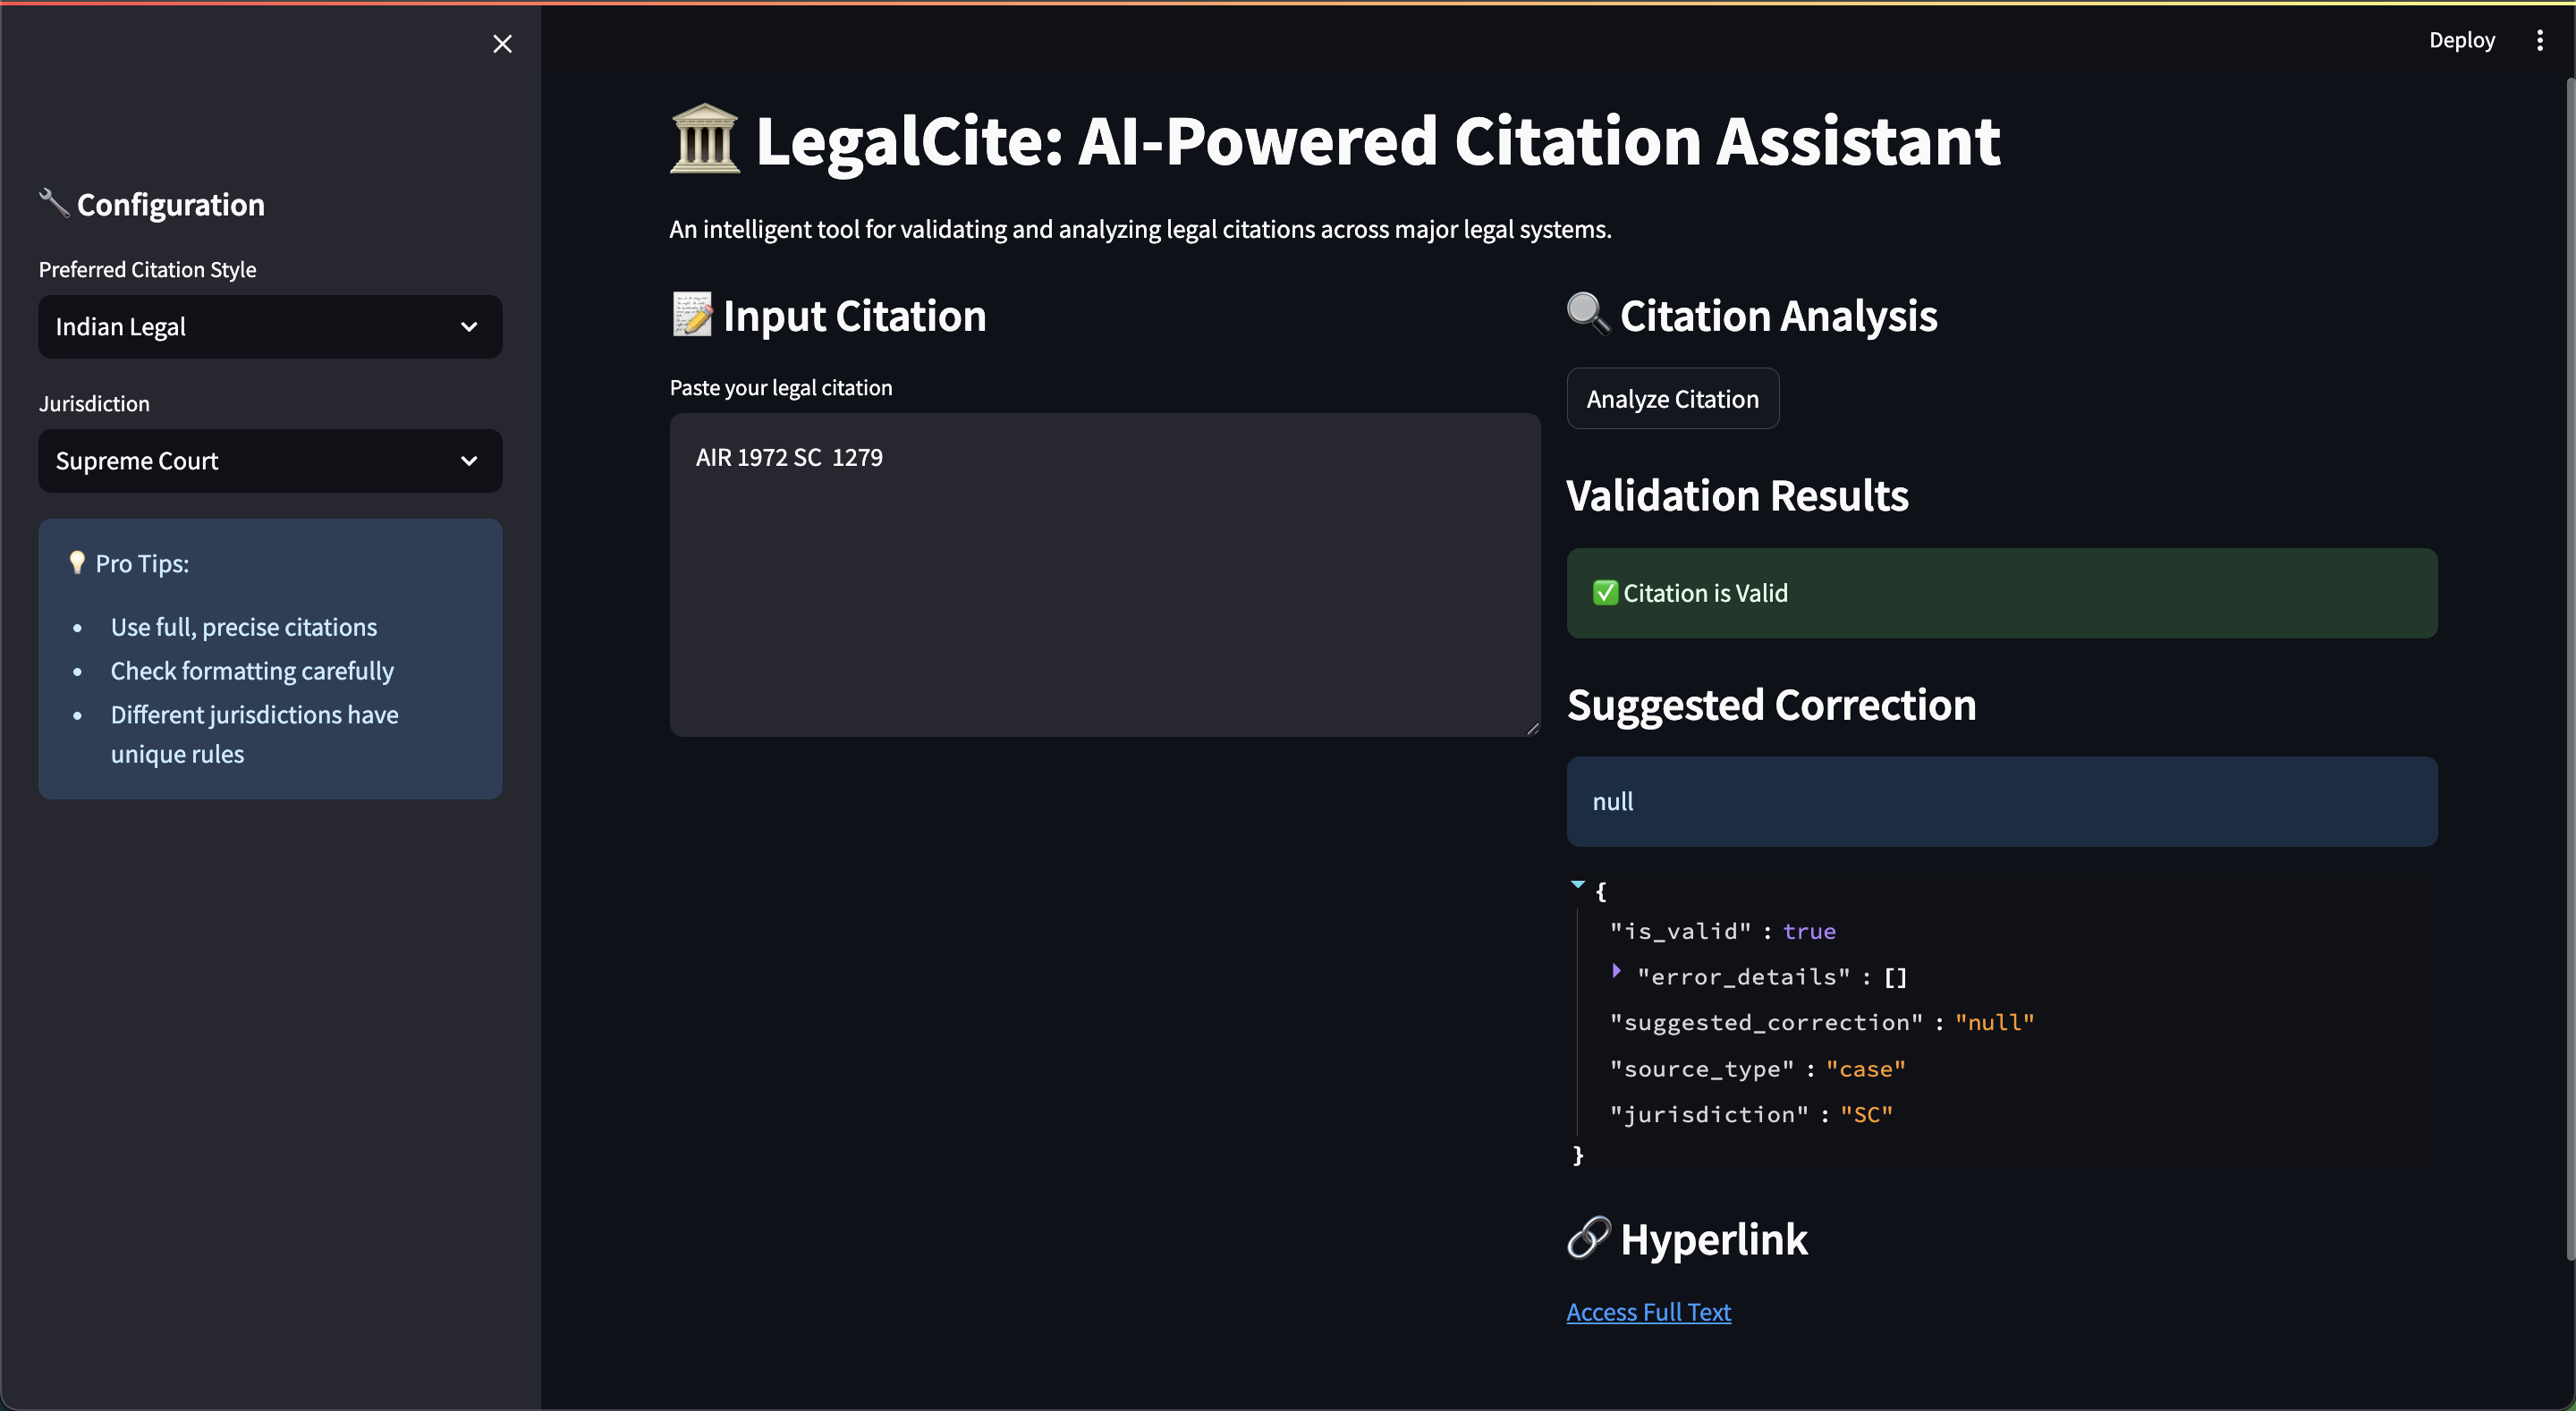 Deploy
🔧 Configuration
Preferred Citation Style
Indian Legal
Jurisdiction
Supreme Court
💡 Pro Tips:
• Use full, precise citations
• Check formatting carefully
• Different jurisdictions have
unique rules
🏛️ LegalCite: AI-Powered Citation Assistant
An intelligent tool for validating and analyzing legal citations across major legal systems.
📝 Input Citation
Paste your legal citation
AIR 1972 SC  1279
🔍 Citation Analysis
Analyze Citation
Validation Results
✅ Citation is Valid
Suggested Correction
null
{
"is_valid" : true
"error_details" : []
"suggested_correction" : "null"
"source_type" : "case"
"jurisdiction" : "SC"
}
🔗 Hyperlink
Access Full Text